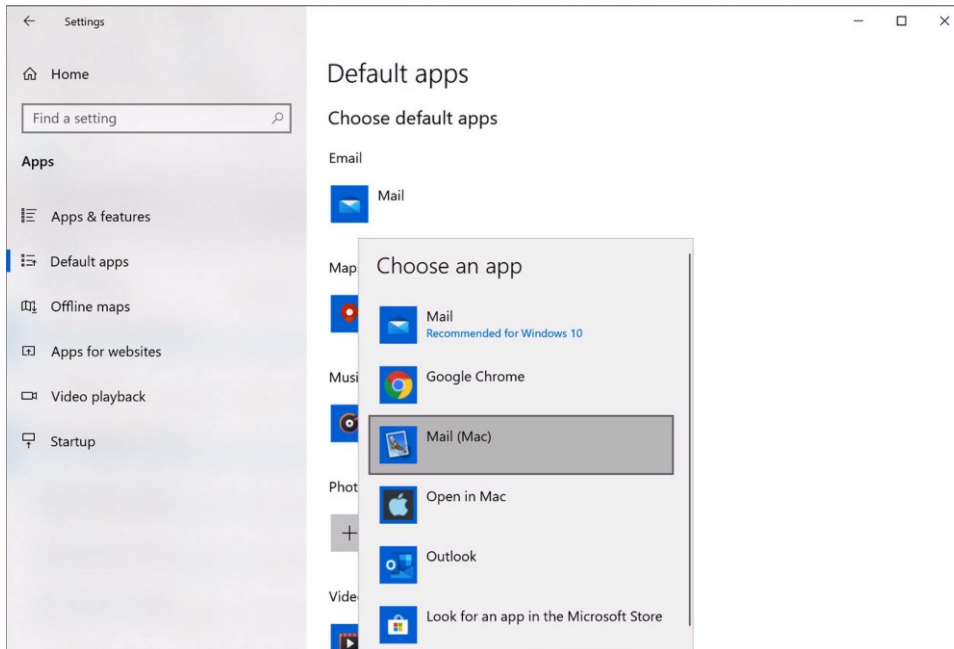 Settings
Home
Find a setting
Apps
Apps & features
Default apps
Offline maps
Apps for websites
Video playback
Startup
Default apps
Choose default apps
Email
Mail
Map
Choose an app
Mail
Recommended for Windows 10
Musi
Google Chrome
Mail (Mac)
Phot
Open in Mac
Outlook
Vide
Look for an app in the Microsoft Store